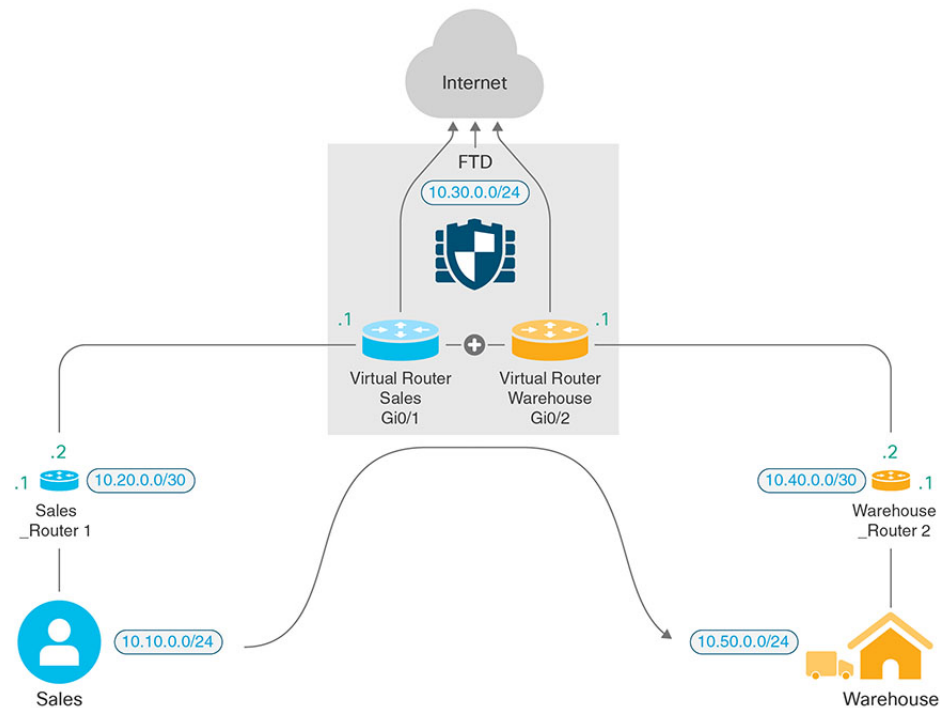 Internet
FTD
10.30.0.0/24
.1
.1
Virtual Router
Sales
Gi0/1
Virtual Router
Warehouse
Gi0/2
.2
.1
10.20.0.0/30
Sales
_Router 1
.2
10.40.0.0/30
.1
Warehouse
_Router 2
10.10.0.0/24
Sales
10.50.0.0/24
Warehouse